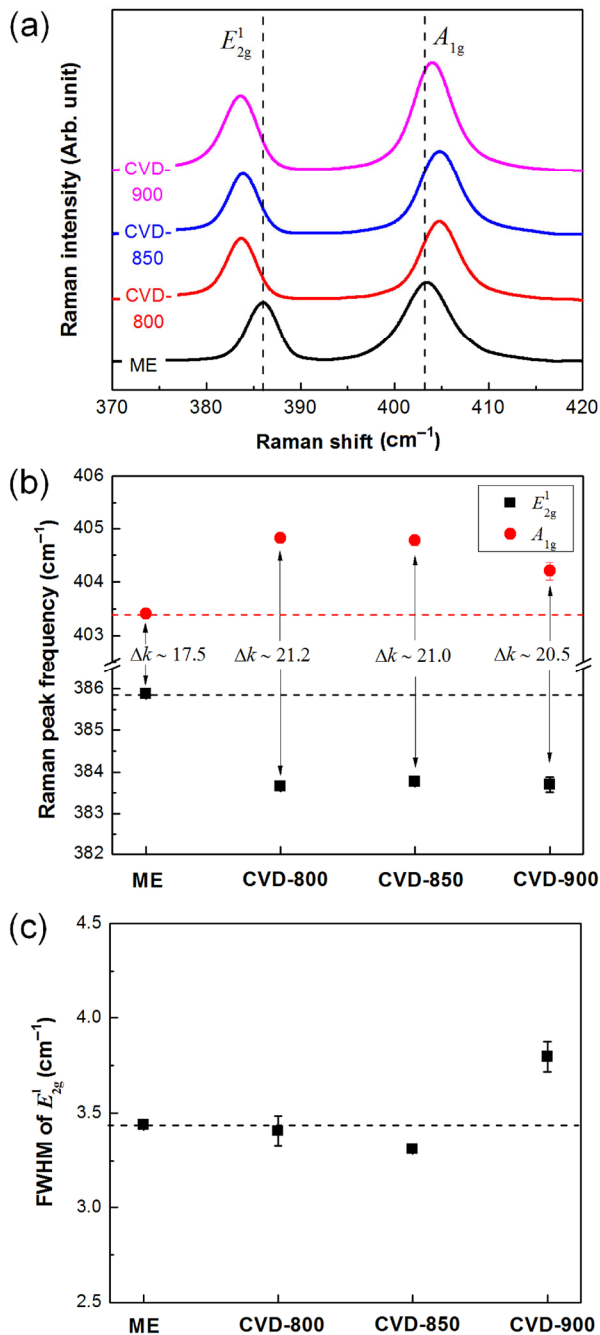 (a)
E¹₂g
A₁g
Raman intensity (Arb. unit)
CVD-
900
CVD-
850
CVD-
800
ME
370 380 390 400 410 420
Raman shift (cm⁻¹)
(b)
406
405
404
403
386
385
384
383
382
Raman peak frequency (cm⁻¹)
E¹₂g
A₁g
Δk ~ 17.5 Δk ~ 21.2 Δk ~ 21.0 Δk ~ 20.5
ME CVD-800 CVD-850 CVD-900
(c)
4.5
4.0
3.5
3.0
2.5
FWHM of E¹₂g (cm⁻¹)
ME CVD-800 CVD-850 CVD-900